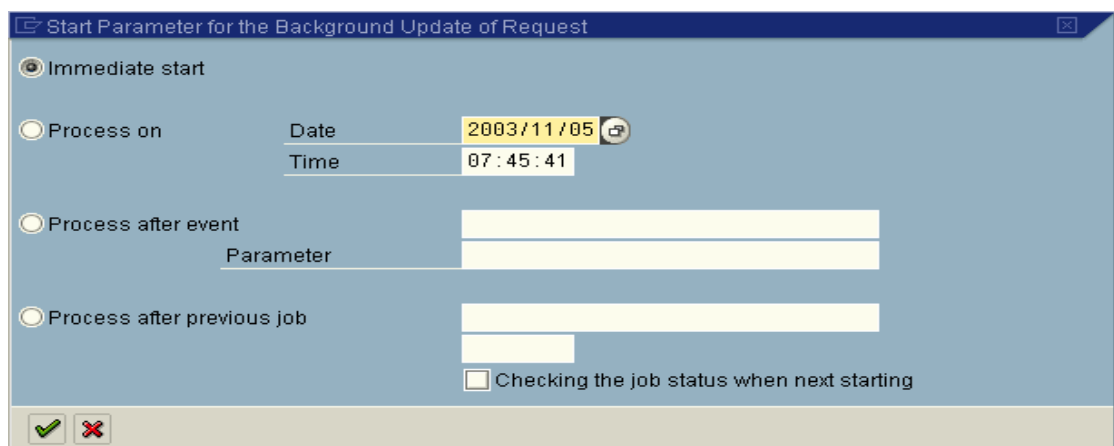 Start Parameter for the Background Update of Request
Immediate start
Process on Date 2003/11/05
Time 07:45:41
Process after event
Parameter
Process after previous job
Checking the job status when next starting